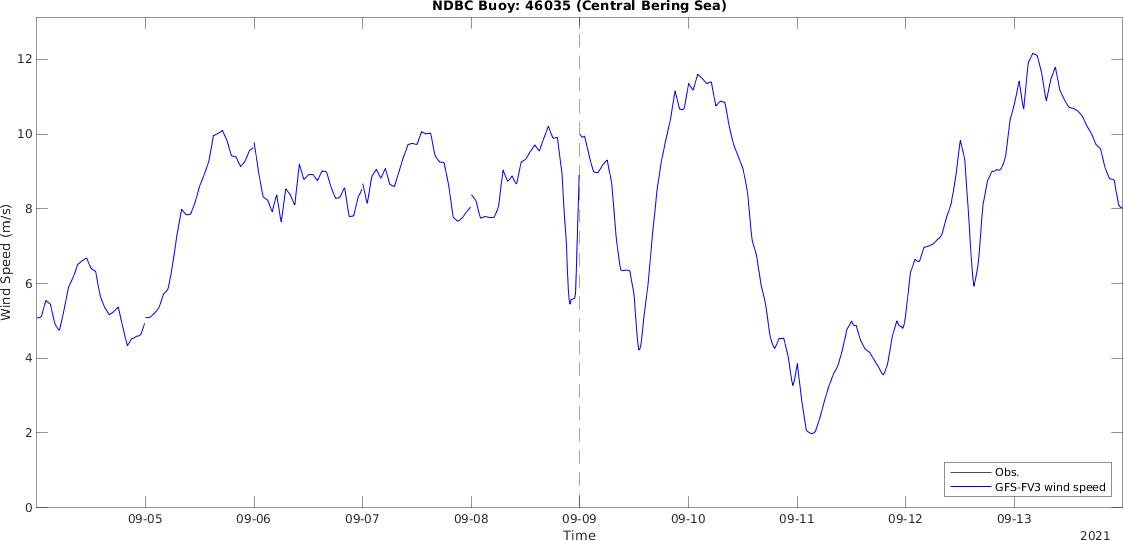 NDBC Buoy: 46035 (Central Bering Sea)
12
10
8
6
4
2
0
Wind Speed (m/s)
09-05 09-06 09-07 09-08 09-09 09-10 09-11 09-12 09-13
Time
2021
Obs.
GFS-FV3 wind speed